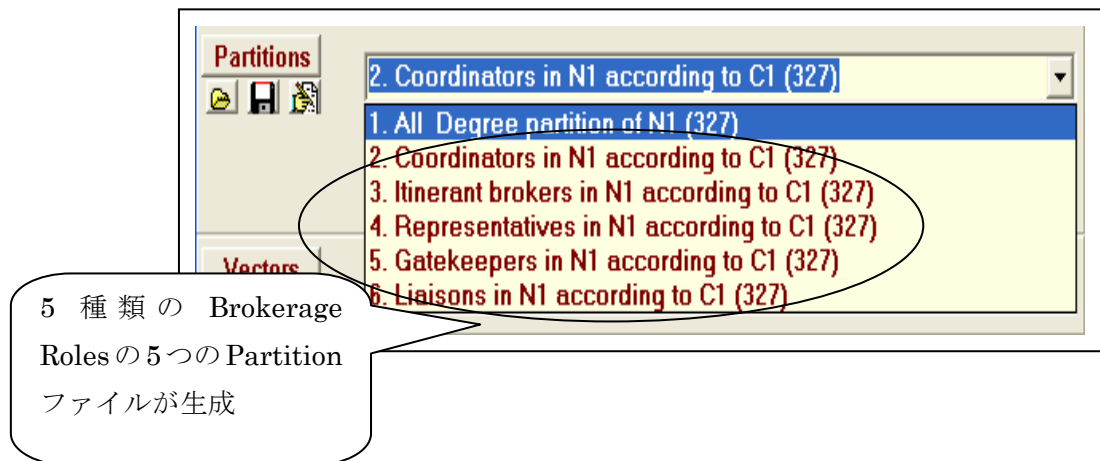 Partitions
2. Coordinators in N1 according to C1 (327)
1. All Degree partition of N1 (327)
2. Coordinators in N1 according to C1 (327)
3. Itinerant brokers in N1 according to C1 (327)
4. Representatives in N1 according to C1 (327)
5. Gatekeepers in N1 according to C1 (327)
6. Liaisons in N1 according to C1 (327)
Vectors
5 種類の Brokerage
Rolesの5つのPartition
ファイルが生成